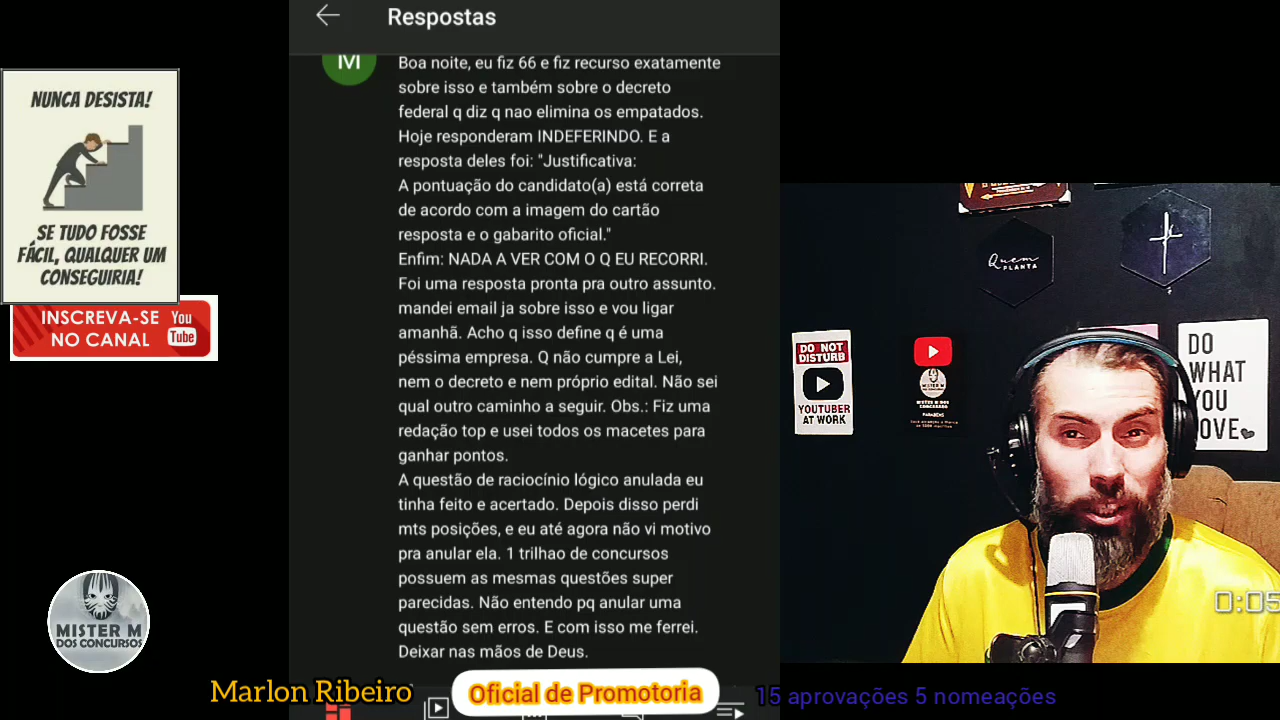 Respostas
NUNCA DESISTA!
SE TUDO FOSSE
FÁCIL, QUALQUER UM
CONSEGUIRIA!
INSCREVA-SE
NO CANAL
You
Tube
MISTER M
DOS CONCURSOS
M
Boa noite, eu fiz 66 e fiz recurso exatamente
sobre isso e também sobre o decreto
federal q diz q nao elimina os empatados.
Hoje responderam INDEFERINDO. E a
resposta deles foi: "Justificativa:
A pontuação do candidato(a) está correta
de acordo com a imagem do cartão
resposta e o gabarito oficial."
Enfim: NADA A VER COM O Q EU RECORRI.
Foi uma resposta pronta pra outro assunto.
mandei email ja sobre isso e vou ligar
amanhã. Acho q isso define q é uma
péssima empresa. Q não cumpre a Lei,
nem o decreto e nem próprio edital. Não sei
qual outro caminho a seguir. Obs.: Fiz uma
redação top e usei todos os macetes para
ganhar pontos.
A questão de raciocínio lógico anulada eu
tinha feito e acertado. Depois disso perdi
mts posições, e eu até agora não vi motivo
pra anular ela. 1 trilhao de concursos
possuem as mesmas questões super
parecidas. Não entendo pq anular uma
questão sem erros. E com isso me ferrei.
Deixar nas mãos de Deus.
Quem
PLANTA
DO NOT
DISTURB
YOUTUBER
AT WORK
MISTER M DOS
CONCURSOS
PARABÉNS
DO
WHAT
YOU
OVE
0:05
Marlon Ribeiro
Oficial de Promotoria
15 aprovações 5 nomeações